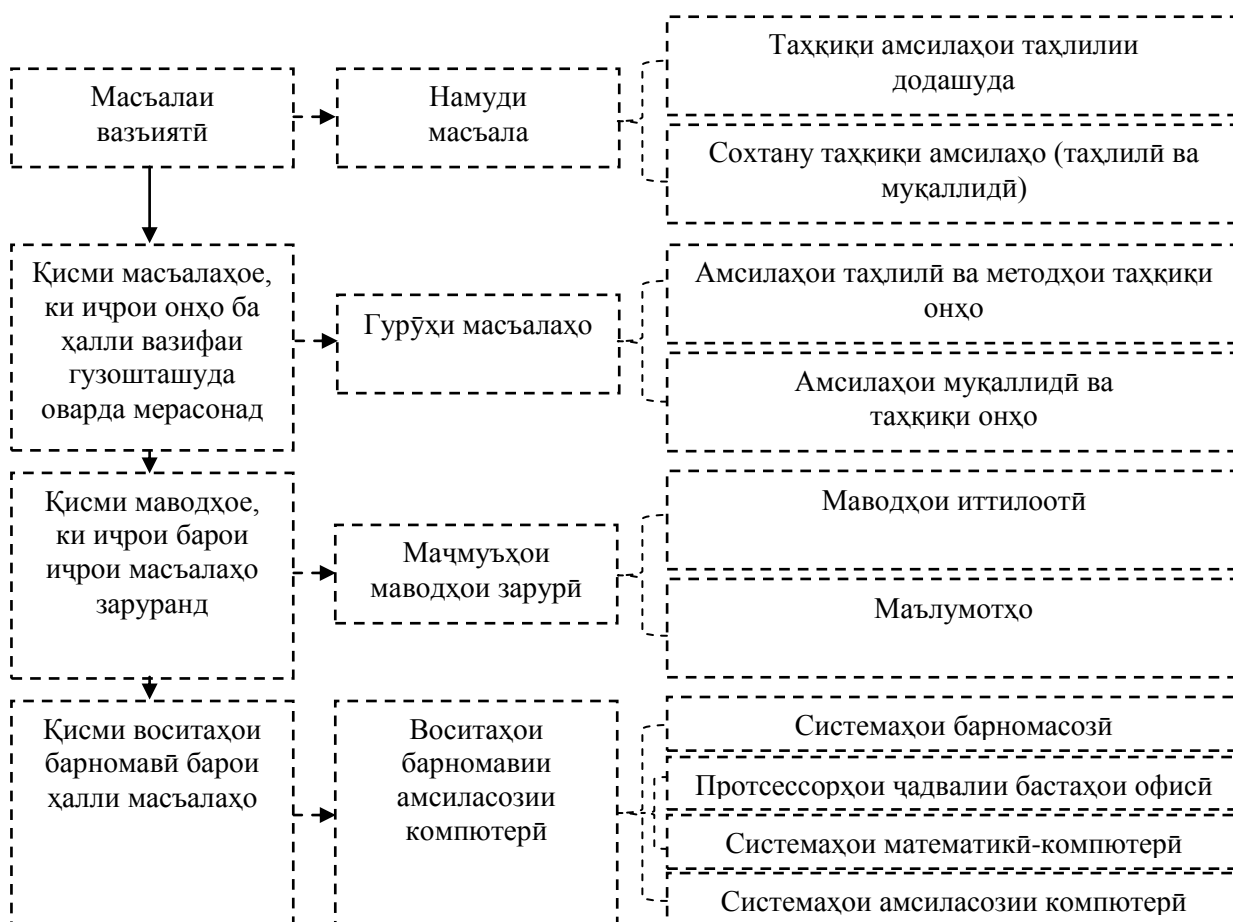 Масъалаи
вазъиятӣ
Намуди
масъала
Таҳқиқи амсилаҳои таҳлилии
додашуда
Сохтану таҳқиқи амсилаҳо (таҳлилӣ ва
муқаллидӣ)
Қисми масъалаҳое,
ки иҷрои онҳо ба
ҳалли вазифаи
гузошташуда
оварда мерасонад
Гурӯҳи масъалаҳо
Амсилаҳои таҳлилӣ ва методҳои таҳқиқи
онҳо
Амсилаҳои муқаллидӣ ва
таҳқиқи онҳо
Қисми маводҳое,
ки иҷрои барои
иҷрои масъалаҳо
заруранд
Маҷмуъҳои
маводҳои зарурӣ
Маводҳои иттилоотӣ
Маълумотҳо
Қисми воситаҳои
барномавӣ барои
ҳалли масъалаҳо
Воситаҳои
барномавии
амсиласозии
компютерӣ
Системаҳои барномасозӣ
Протсессорҳои ҷадвалии бастаҳои офисӣ
Системаҳои математикӣ-компютерӣ
Системаҳои амсиласозии компютерӣ